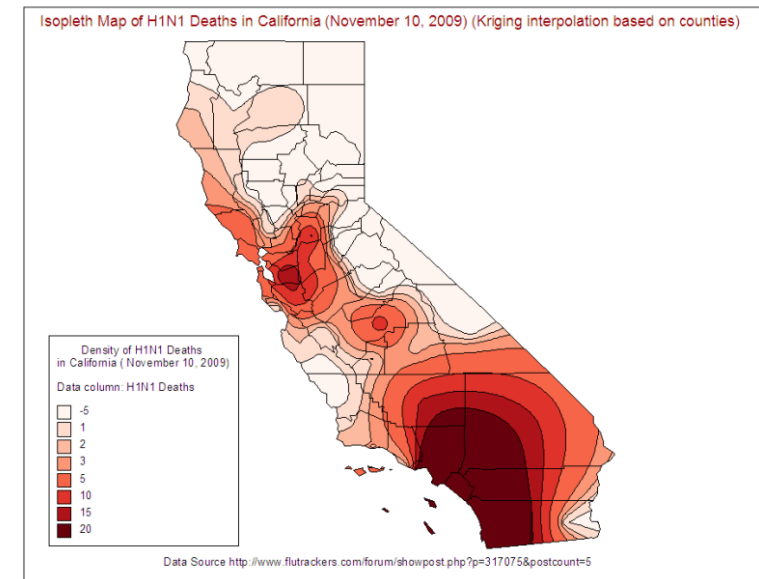 Isopleth Map of H1N1 Deaths in California (November 10, 2009) (Kriging interpolation based on counties)
Density of H1N1 Deaths
in California ( November 10, 2009)
Data column: H1N1 Deaths
-5
1
2
3
5
10
15
20
Data Source http://www.flutrackers.com/forum/showpost.php?p=317075&postcount=5